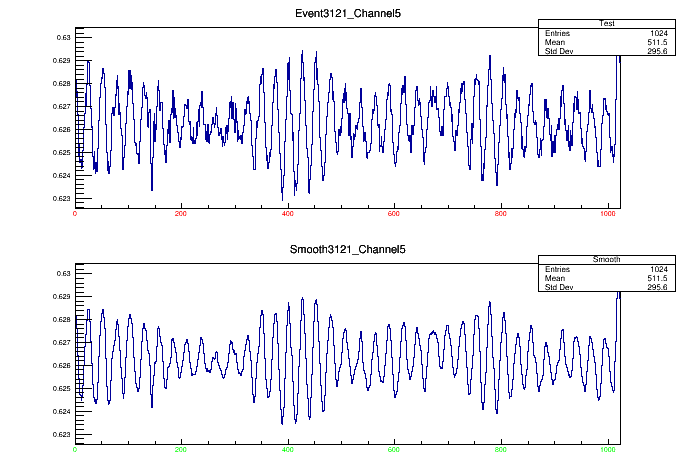 Event3121_Channel5
Test
Entries 1024
Mean 511.5
Std Dev 295.6
0.63
0.629
0.628
0.627
0.626
0.625
0.624
0.623
0 200 400 600 800 1000
Smooth3121_Channel5
Smooth
Entries 1024
Mean 511.5
Std Dev 295.6
0.63
0.629
0.628
0.627
0.626
0.625
0.624
0.623
0 200 400 600 800 1000